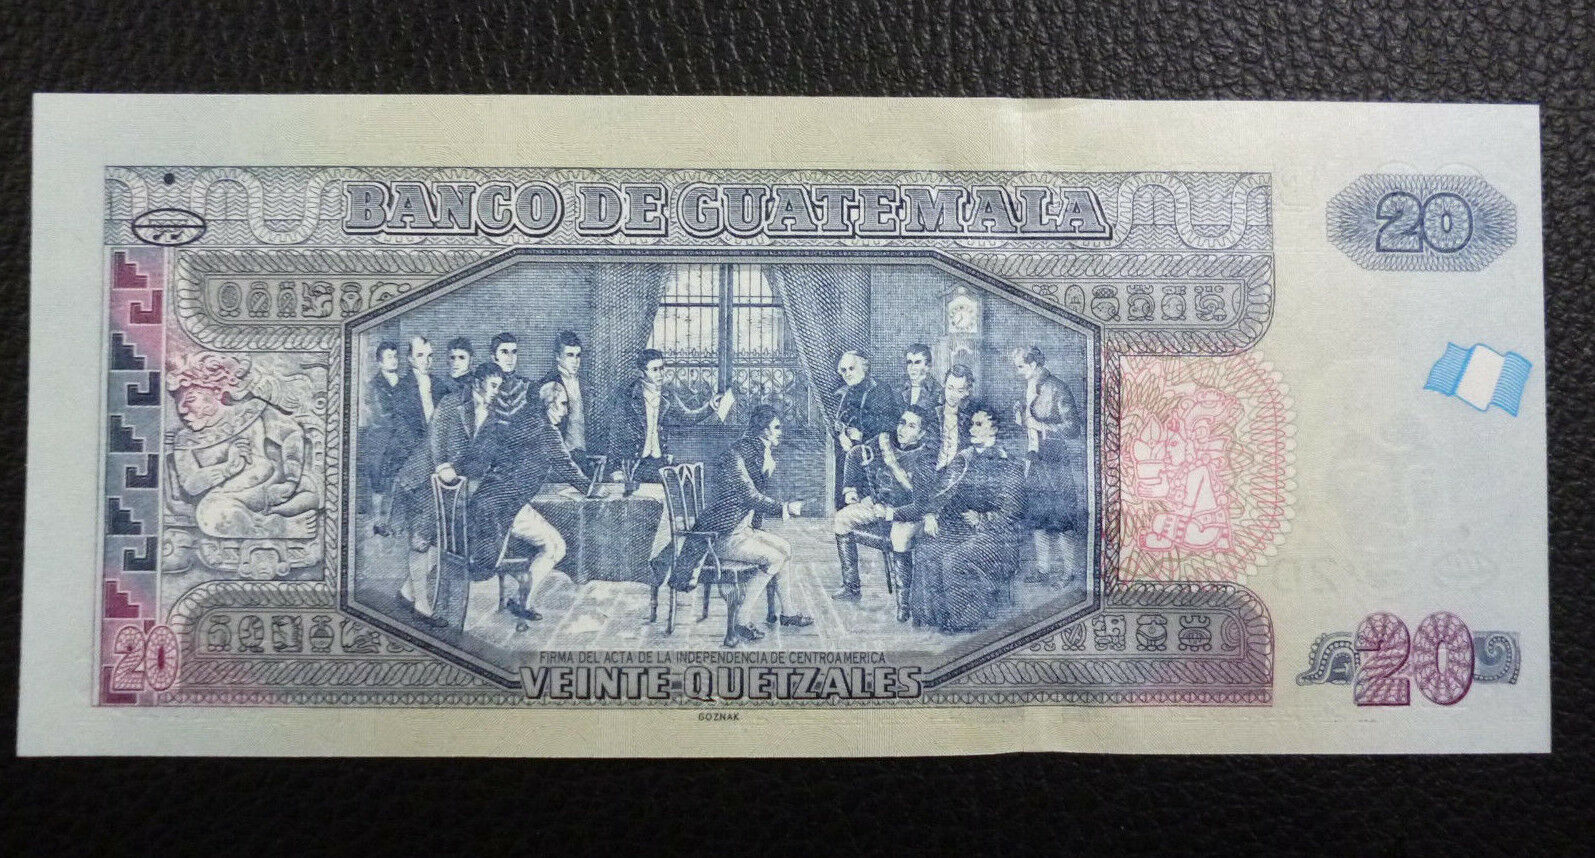 BANCO DE GUATEMALA
20
FIRMA DEL ACTA DE LA INDEPENDENCIA DE CENTROAMERICA
VEINTE QUETZALES
20
20
GOZNAK